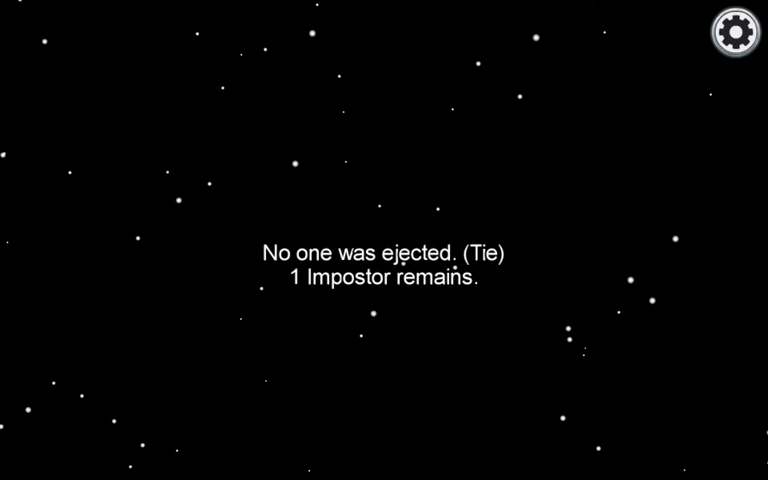 No one was ejected. (Tie)
1 Impostor remains.